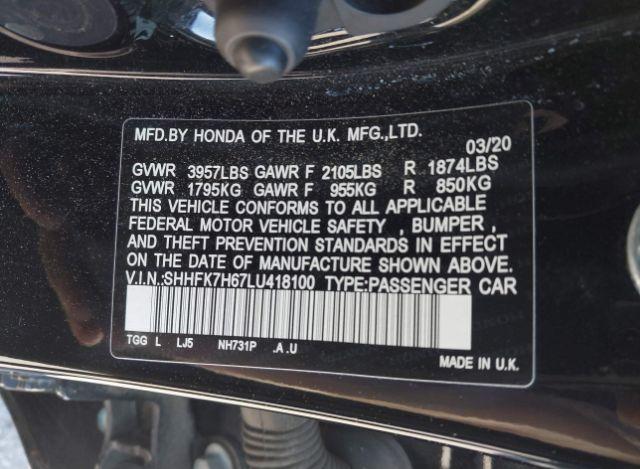 MFD.BY HONDA OF THE U.K. MFG.,LTD. 03/20
GVWR 3957LBS GAWR F 2105LBS R 1874LBS
GVWR 1795KG GAWR F 955KG R 850KG
THIS VEHICLE CONFORMS TO ALL APPLICABLE
FEDERAL MOTOR VEHICLE SAFETY , BUMPER ,
AND THEFT PREVENTION STANDARDS IN EFFECT
ON THE DATE OF MANUFACTURE SHOWN ABOVE.
V.I.N.:SHHFK7H67LU418100 TYPE:PASSENGER CAR
TGG L LJ5 NH731P .A.U
MADE IN U.K.